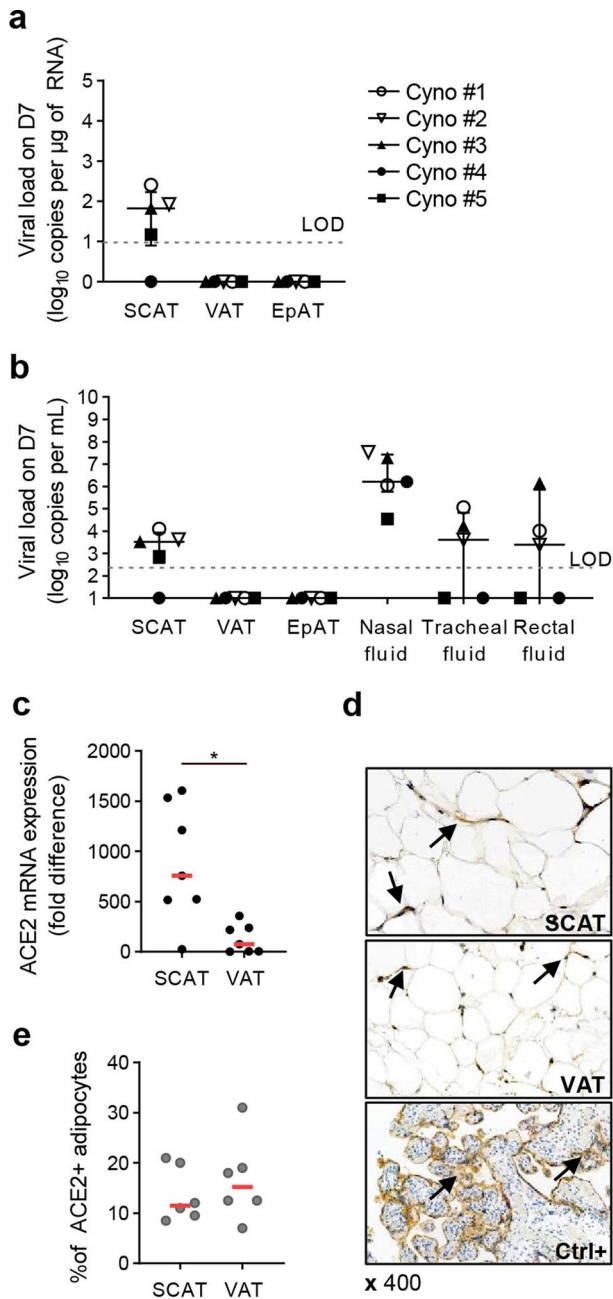 a
Viral load on D7
(log10 copies per µg of RNA)
5
4
3
2
1
0
LOD
SCAT VAT EpAT
Cyno #1
Cyno #2
Cyno #3
Cyno #4
Cyno #5
b
Viral load on D7
(log10 copies per mL)
10
9
8
7
6
5
4
3
2
1
LOD
SCAT VAT EpAT Nasal Tracheal Rectal
fluid fluid fluid
c
ACE2 mRNA expression
(fold difference)
2000
1500
1000
500
0
*
SCAT VAT
d
SCAT
VAT
Ctrl+
x 400
e
%of ACE2+ adipocytes
40
30
20
10
0
SCAT VAT